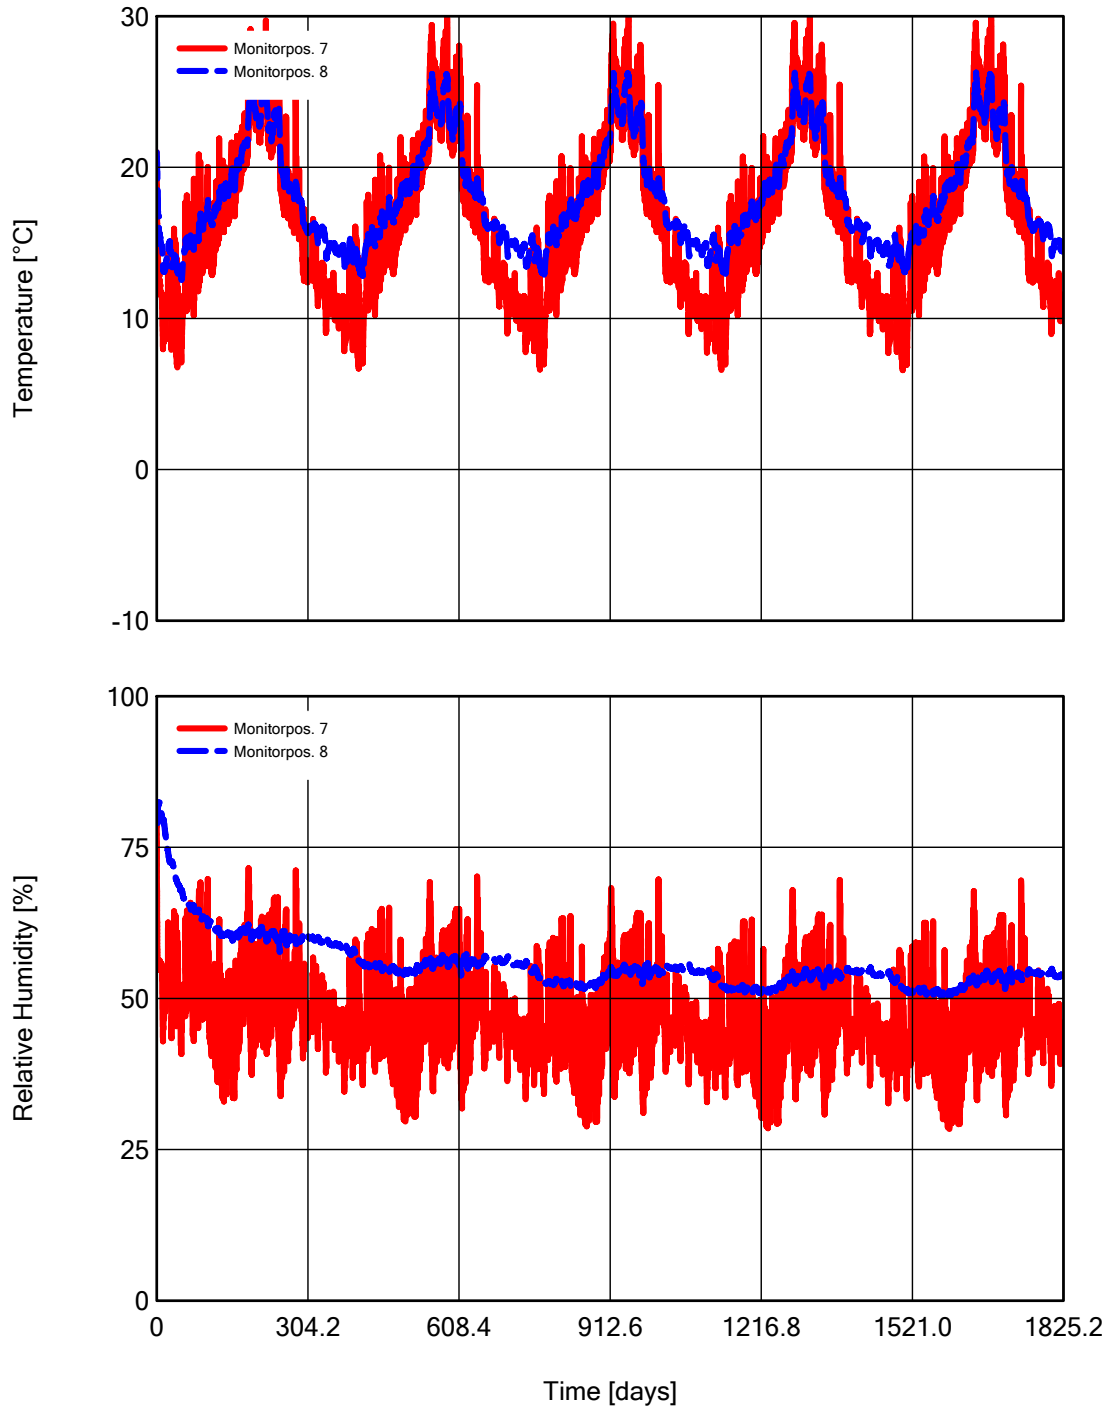 30
20
10
0
-10
Temperature [°C]
Monitorpos. 7
Monitorpos. 8
100
75
50
25
0
Relative Humidity [%]
Monitorpos. 7
Monitorpos. 8
0 304.2 608.4 912.6 1216.8 1521.0 1825.2
Time [days]